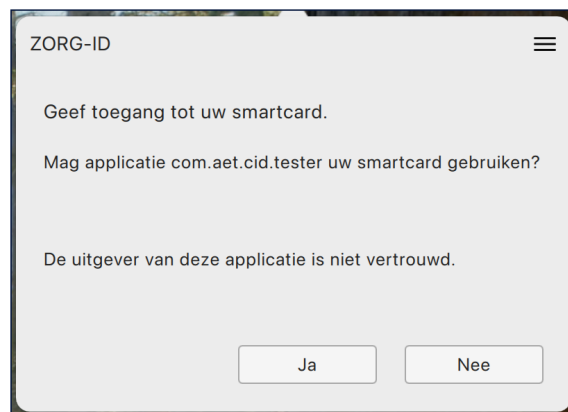 ZORG-ID
Geef toegang tot uw smartcard.
Mag applicatie com.aet.cid.tester uw smartcard gebruiken?
De uitgever van deze applicatie is niet vertrouwd.
Ja
Nee